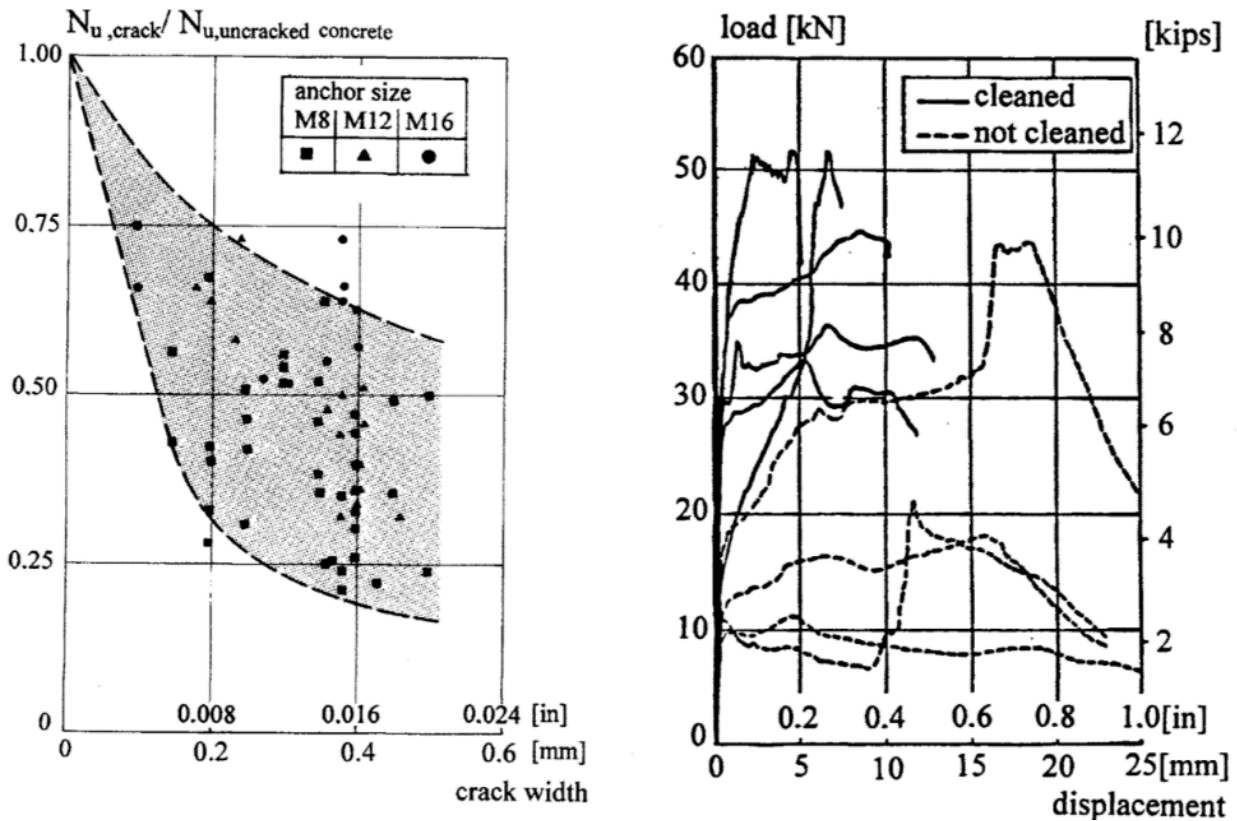 N u ,crack/ N u,uncracked concrete
1.00
0.75
0.50
0.25
0
anchor size
M8 M12 M16
0.008 0.016 0.024 [in]
0 0.2 0.4 0.6 [mm]
crack width
load [kN] [kips]
60
50
40
30
20
10
0
cleaned
not cleaned
12
10
8
6
4
2
0.2 0.4 0.6 0.8 1.0[in]
0 5 10 15 20 25[mm]
displacement